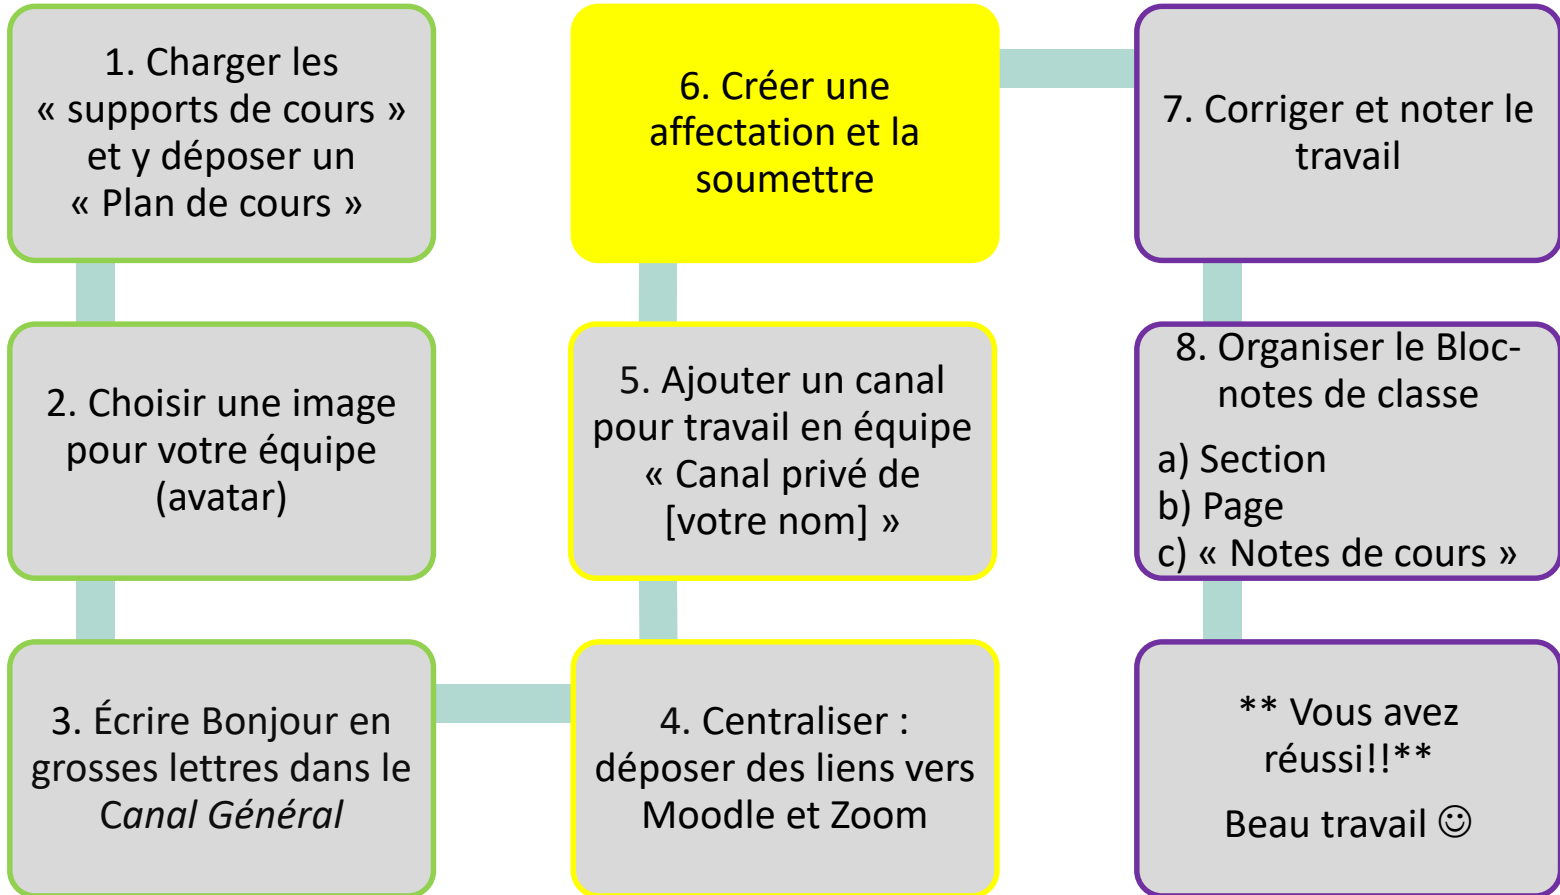 1. Charger les
« supports de cours »
et y déposer un
« Plan de cours »
2. Choisir une image
pour votre équipe
(avatar)
3. Écrire Bonjour en
grosses lettres dans le
Canal Général
4. Centraliser :
déposer des liens vers
Moodle et Zoom
5. Ajouter un canal
pour travail en équipe
« Canal privé de
[votre nom] »
6. Créer une
affectation et la
soumettre
7. Corriger et noter le
travail
8. Organiser le Bloc-
notes de classe
a) Section
b) Page
c) « Notes de cours »
** Vous avez
réussi!!**
Beau travail ☺